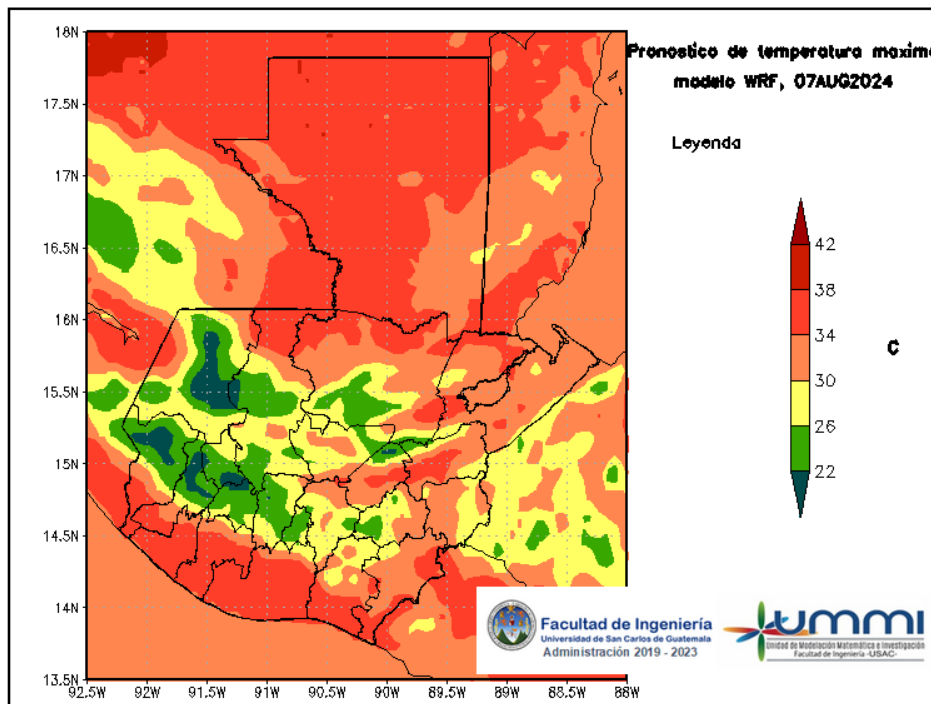 Pronostico de temperatura maxima
modelo WRF, 07AUG2024
Leyenda
18N
17.5N
17N
16.5N
16N
15.5N
15N
14.5N
14N
13.5N
92.5W
92W
91.5W
91W
90.5W
90W
89.5W
89W
88.5W
88W
42
38
34
30
26
22
C
Facultad de Ingeniería
Universidad de San Carlos de Guatemala
Administración 2019 - 2023
UMMI
Unidad de Modelación Matemática e Investigación
Facultad de Ingeniería -USAC-